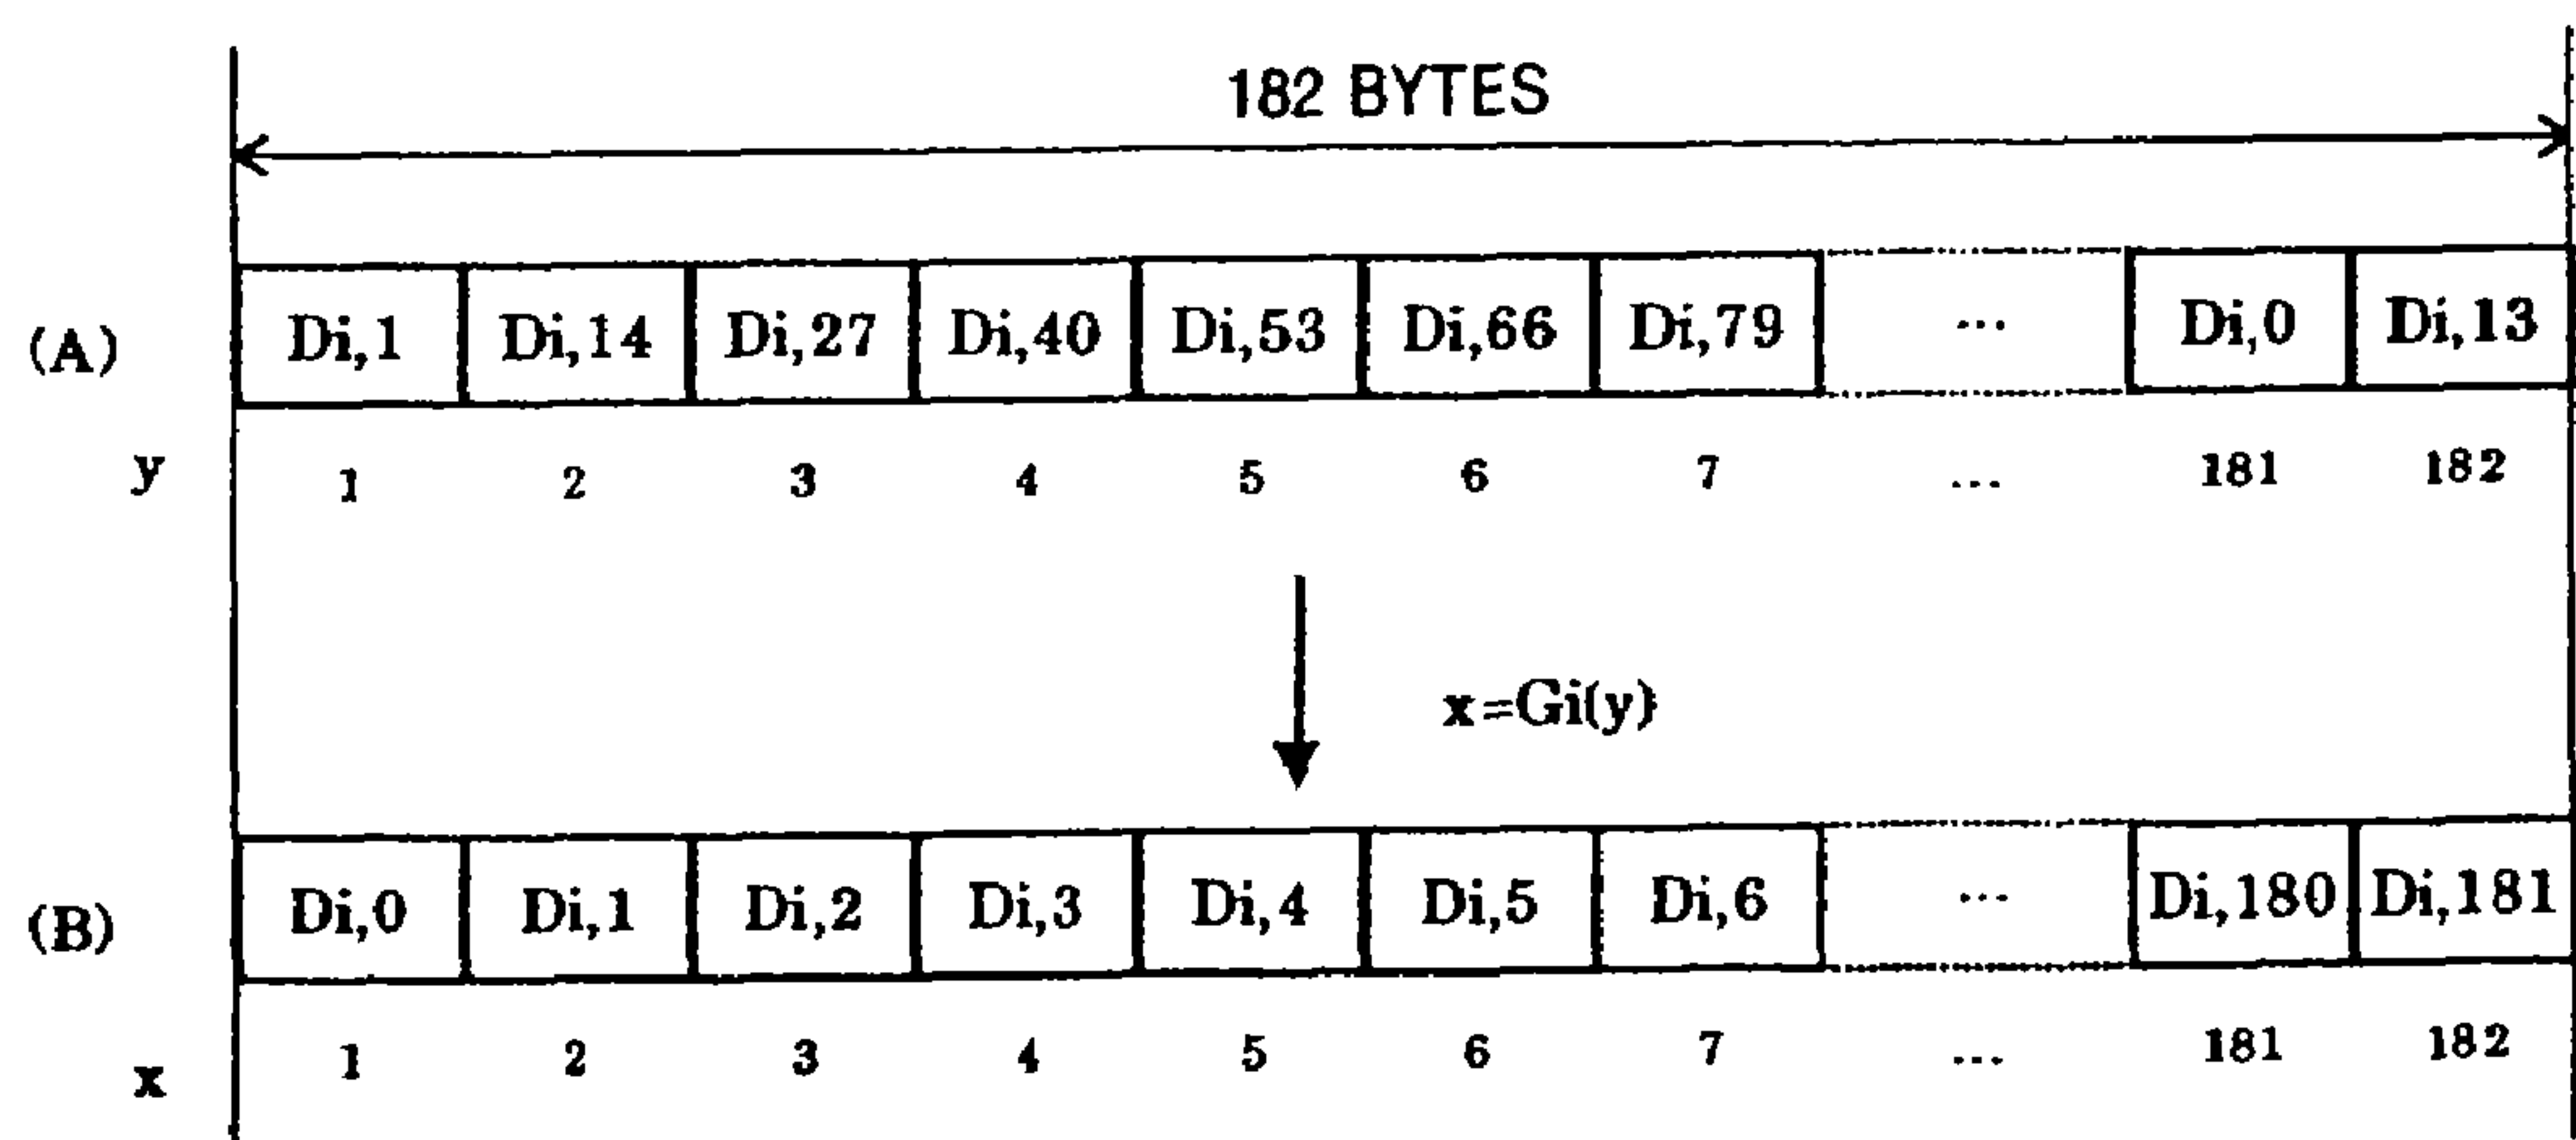 182 BYTES
(A) Di,1 Di,14 Di,27 Di,40 Di,53 Di,66 Di,79 ... Di,0 Di,13
y 1 2 3 4 5 6 7 ... 181 182
x=Gi(y)
(B) Di,0 Di,1 Di,2 Di,3 Di,4 Di,5 Di,6 ... Di,180 Di,181
x 1 2 3 4 5 6 7 ... 181 182